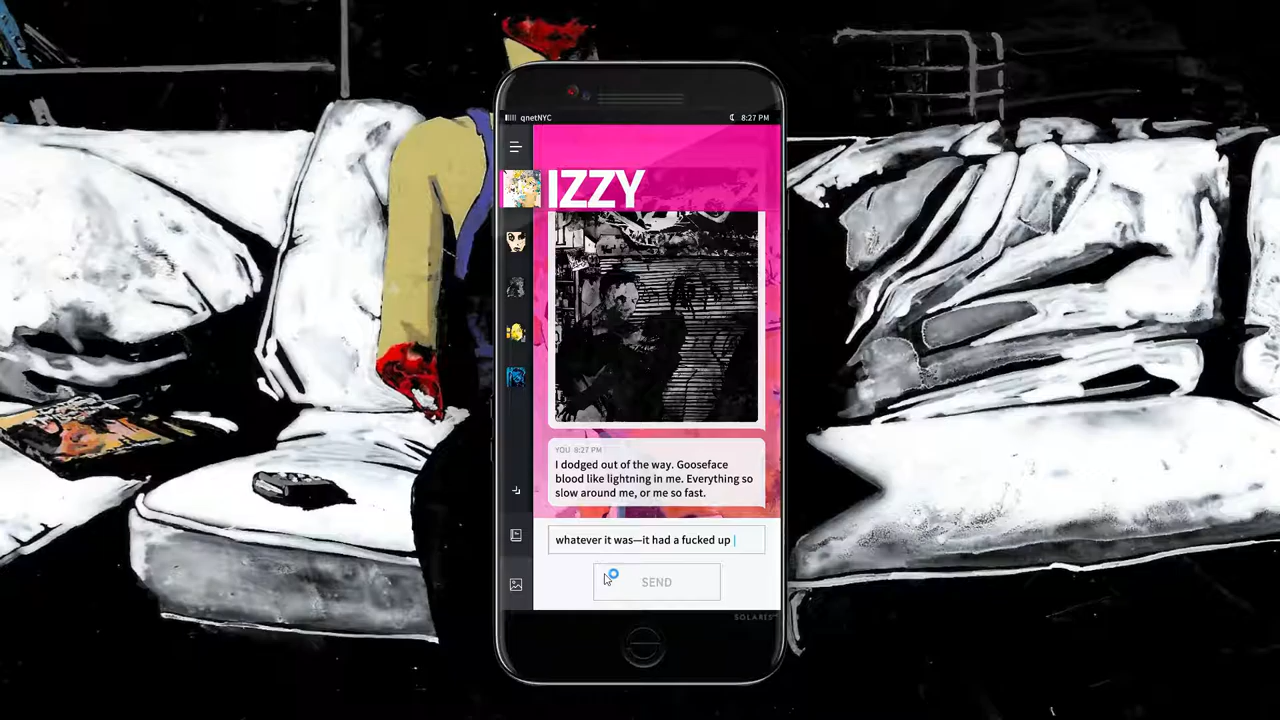 qnetNYC
8:27 PM
IZZY
YOU 8:27 PM
I dodged out of the way. Gooseface
blood like lightning in me. Everything so
slow around me, or me so fast.
whatever it was—it had a fucked up
SEND
SOLARIS